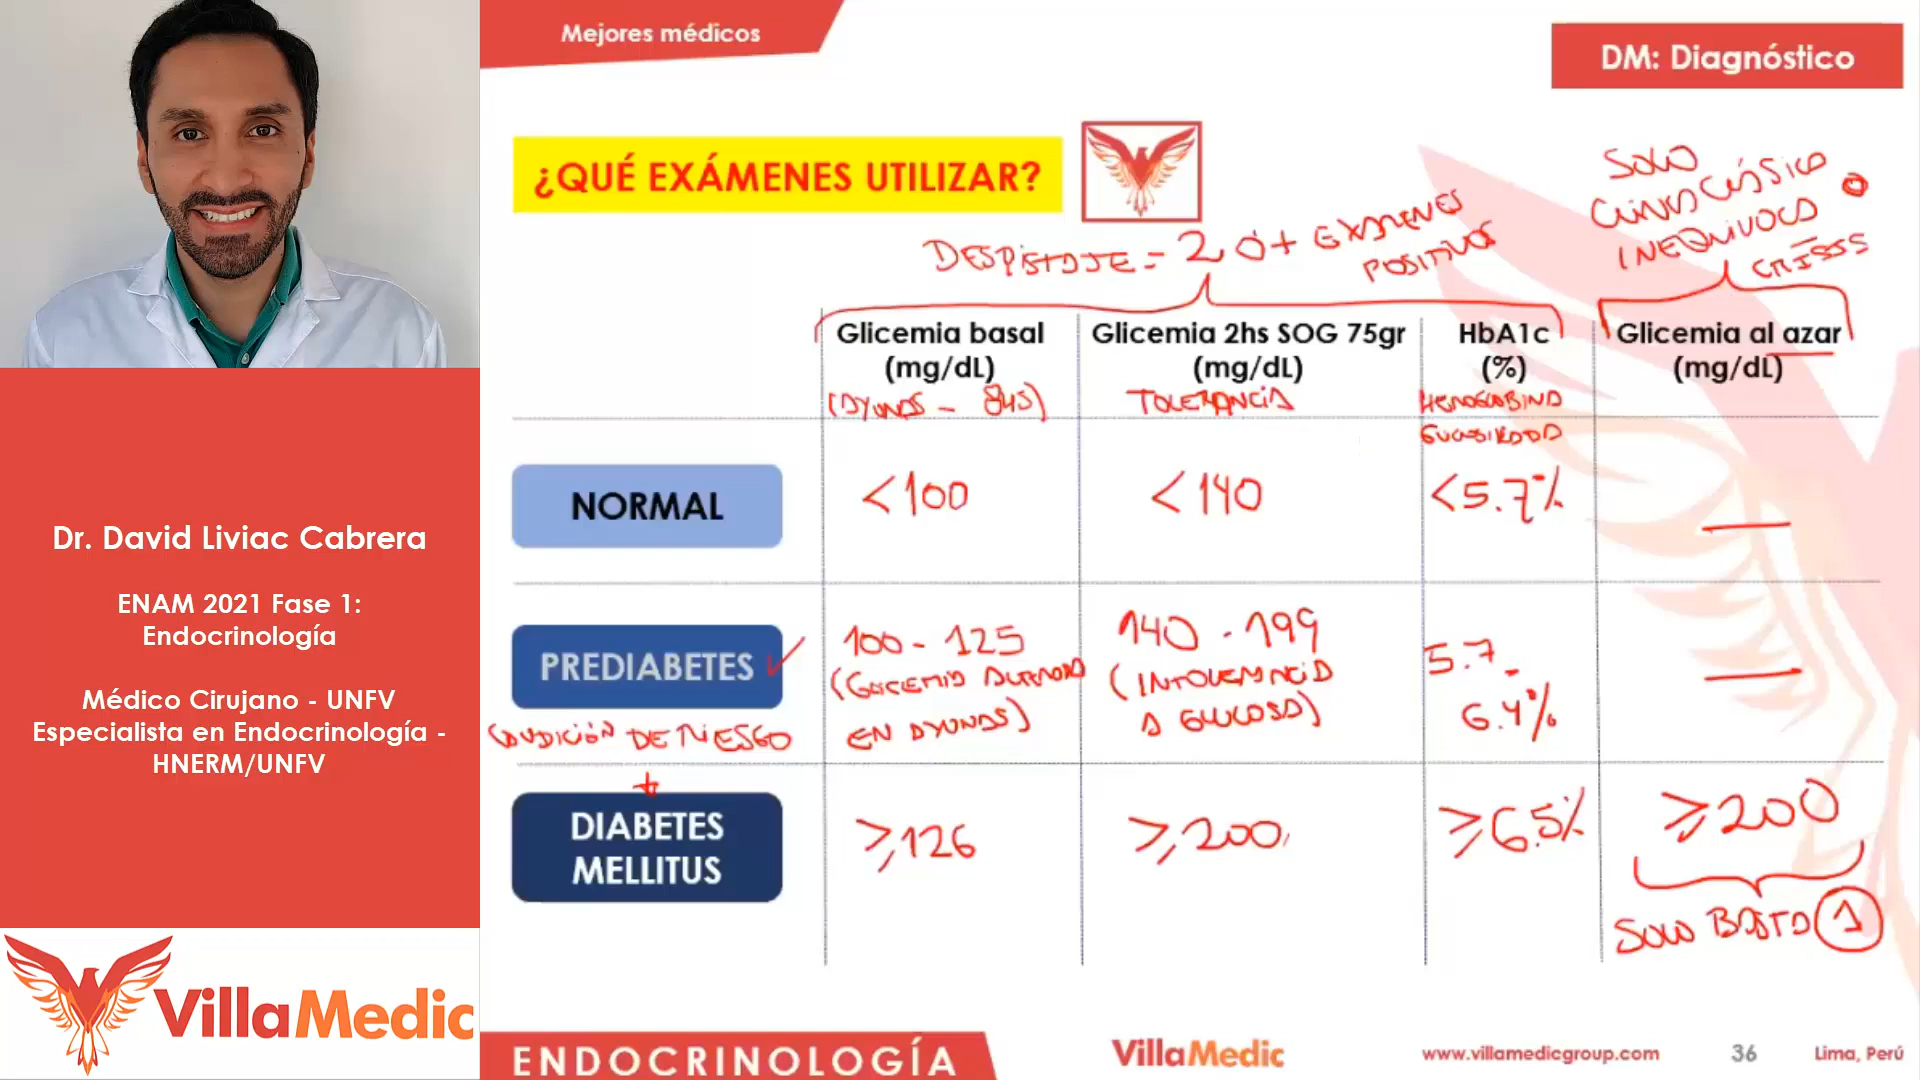 Mejores médicos
DM: Diagnóstico
¿QUÉ EXÁMENES UTILIZAR?
SOLO
CLÍNICA CLÁSICA O
INEQUIVOCA
CRISIS
DESPISTAJE = 2 Ó + EXÁMENES
POSITIVOS
Glicemia basal
(mg/dL)
(AYUNAS - 8HS)
Glicemia 2hs SOG 75gr
(mg/dL)
TOLERANCIA
HbA1c
(%)
HEMOGLOBINA
GLICOSILADA
Glicemia al azar
(mg/dL)
NORMAL
<100
<140
<5.7%
—
PREDIABETES ✓
CONDICIÓN DE RIESGO
+
100 - 125
(GLICEMIA ALTERADA
EN AYUNAS)
140 - 199
(INTOLERANCIA
A GLUCOSA)
5.7 -
6.4%
—
DIABETES
MELLITUS
≥126
≥200
≥6.5%
≥200
SOLO BASTA 1
Dr. David Liviac Cabrera
ENAM 2021 Fase 1:
Endocrinología
Médico Cirujano - UNFV
Especialista en Endocrinología -
HNERM/UNFV
VillaMedic
ENDOCRINOLOGÍA
VillaMedic
www.villamedicgroup.com
36
Lima, Perú